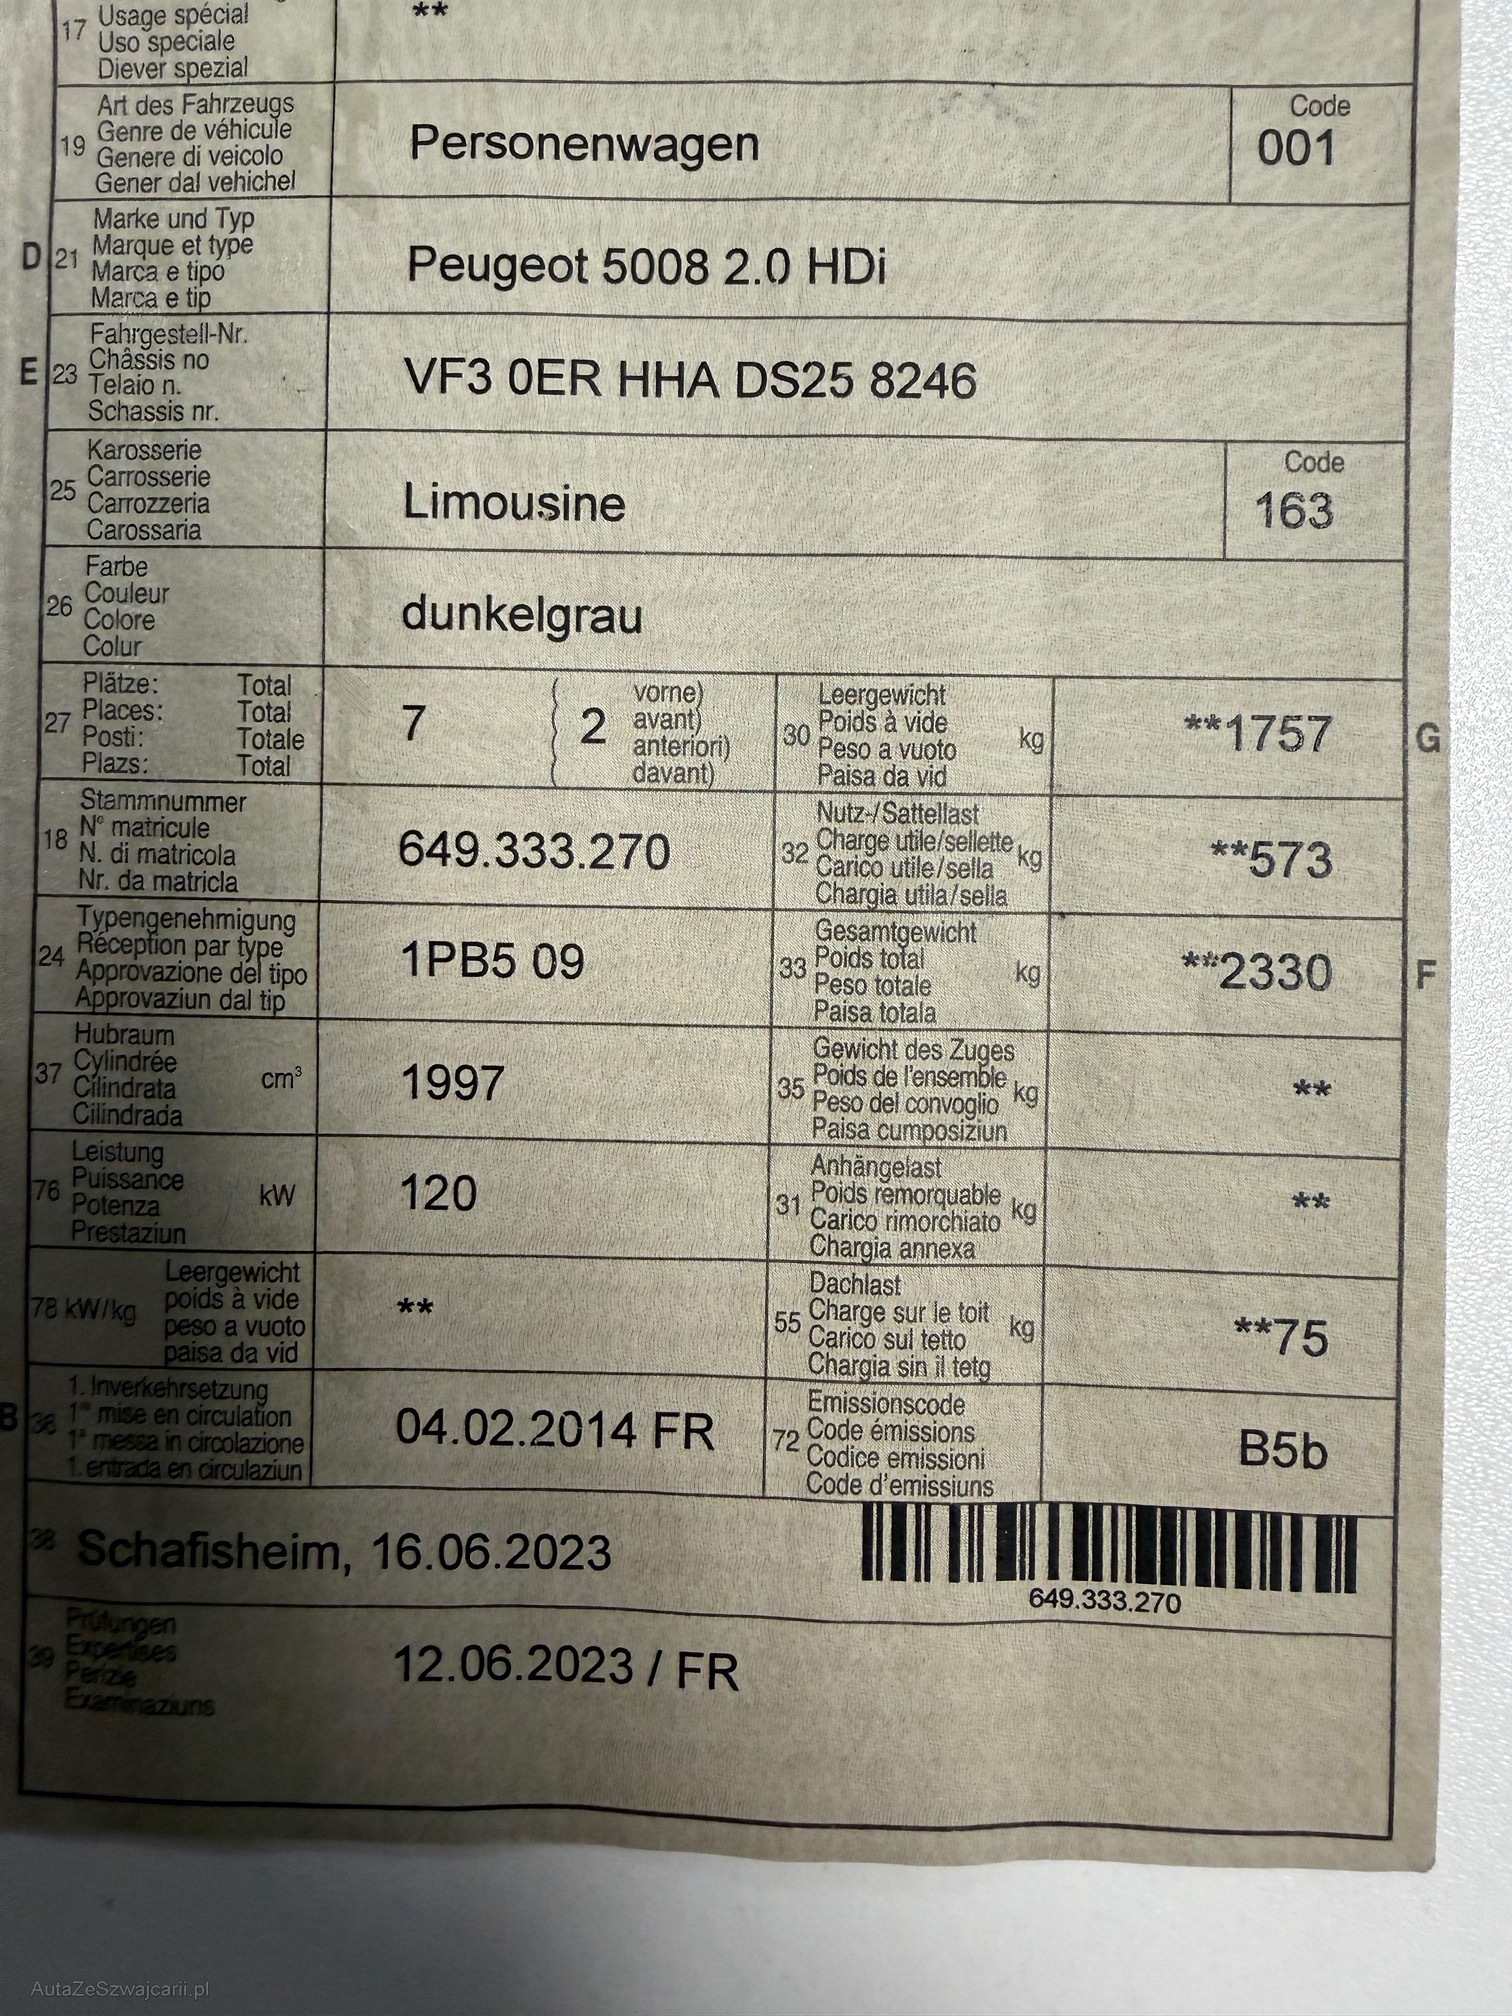 17 Usage spécial **
Uso speciale
Diever spezial
Art des Fahrzeugs Code
19 Genre de véhicule Personenwagen 001
Genere di veicolo
Gener dal vehichel
Marke und Typ
D 21 Marque et type Peugeot 5008 2.0 HDi
Marca e tipo
Marca e tip
Fahrgestell-Nr.
E 23 Châssis no VF3 0ER HHA DS25 8246
Telaio n.
Schassis nr.
Karosserie Code
25 Carrosserie Limousine 163
Carrozzeria
Carossaria
Farbe
26 Couleur dunkelgrau
Colore
Colur
Plätze: Total vorne) Leergewicht
27 Places: Total 7 ( 2 avant) 30 Poids à vide kg **1757 G
Posti: Totale anteriori) Peso a vuoto
Plazs: Total davant) Paisa da vid
Stammnummer Nutz-/Sattellast
18 N° matricule 649.333.270 32 Charge utile/sellette kg **573
N. di matricola Carico utile/sella
Nr. da matricla Chargia utila/sella
Typengenehmigung Gesamtgewicht
24 Réception par type 1PB5 09 33 Poids total kg **2330 F
Approvazione del tipo Peso totale
Approvaziun dal tip Paisa totala
Hubraum Gewicht des Zuges
37 Cylindrée cm³ 1997 35 Poids de l'ensemble kg **
Cilindrata Peso del convoglio
Cilindrada Paisa cumposiziun
Leistung Anhängelast
76 Puissance kW 120 31 Poids remorquable kg **
Potenza Carico rimorchiato
Prestaziun Chargia annexa
Leergewicht Dachlast
78 kW/kg poids à vide ** 55 Charge sur le toit kg **75
peso a vuoto Carico sul tetto
paisa da vid Chargia sin il tetg
1. Inverkehrsetzung Emissionscode
B 36 1re mise en circulation 04.02.2014 FR 72 Code émissions B5b
1a messa in circolazione Codice emissioni
1. entrada en circulaziun Code d'emissiuns
38 Schafisheim, 16.06.2023
649.333.270
Prüfungen
39 Expertises 12.06.2023 / FR
Perizie
Examinaziuns
AutaZeSzwajcarii.pl